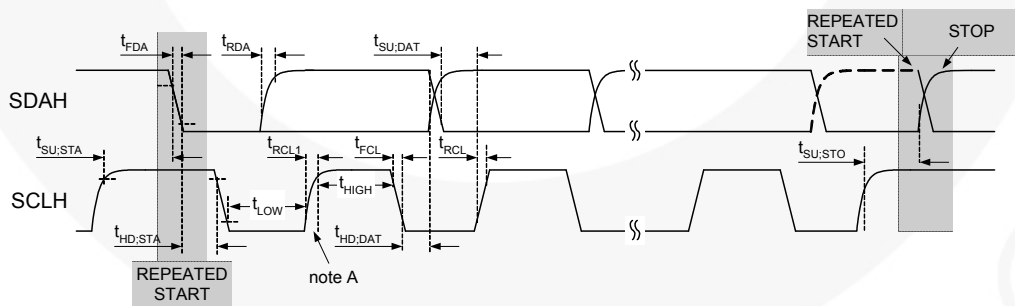 REPEATED
START
STOP
tFDA
tRDA
tSU;DAT
SDAH
tSU;STA
tRCL1
tFCL
tRCL
tSU;STO
tHIGH
SCLH
tLOW
tHD;STA
tHD;DAT
REPEATED
START
note A